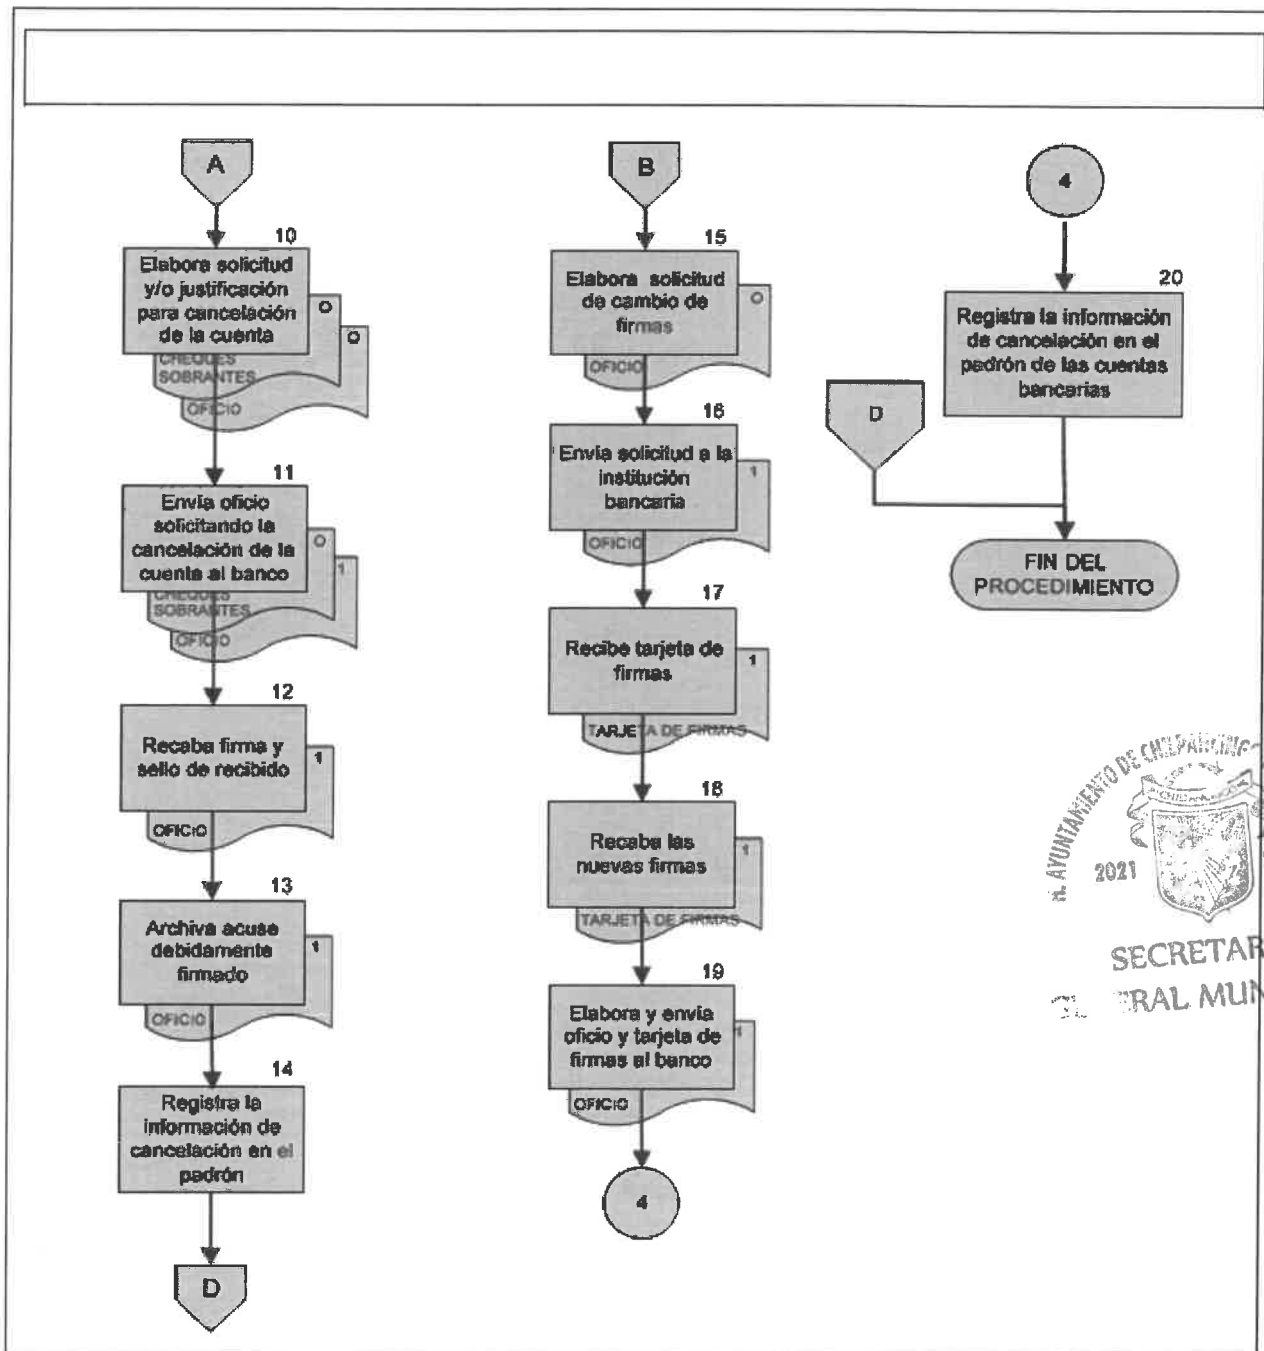 A
10
Elabora solicitud
y/o justificación
para cancelación
de la cuenta
O
O
CHEQUES
SOBRANTES
OFICIO
11
Envía oficio
solicitando la
cancelación de la
cuenta al banco
O
1
CHEQUES
SOBRANTES
OFICIO
12
Recaba firma y
sello de recibido
1
OFICIO
13
Archiva acuse
debidamente
firmado
1
OFICIO
14
Registra la
información de
cancelación en el
padrón
D
B
15
Elabora solicitud
de cambio de
firmas
O
OFICIO
16
Envía solicitud a la
institución
bancaria
1
OFICIO
17
Recibe tarjeta de
firmas
1
TARJETA DE FIRMAS
18
Recaba las
nuevas firmas
1
TARJETA DE FIRMAS
19
Elabora y envía
oficio y tarjeta de
firmas al banco
1
OFICIO
4
4
20
Registra la información
de cancelación en el
padrón de las cuentas
bancarias
D
FIN DEL
PROCEDIMIENTO
H. AYUNTAMIENTO DE CHILPANCINGO
2021
SECRETAR
ERAL MUN